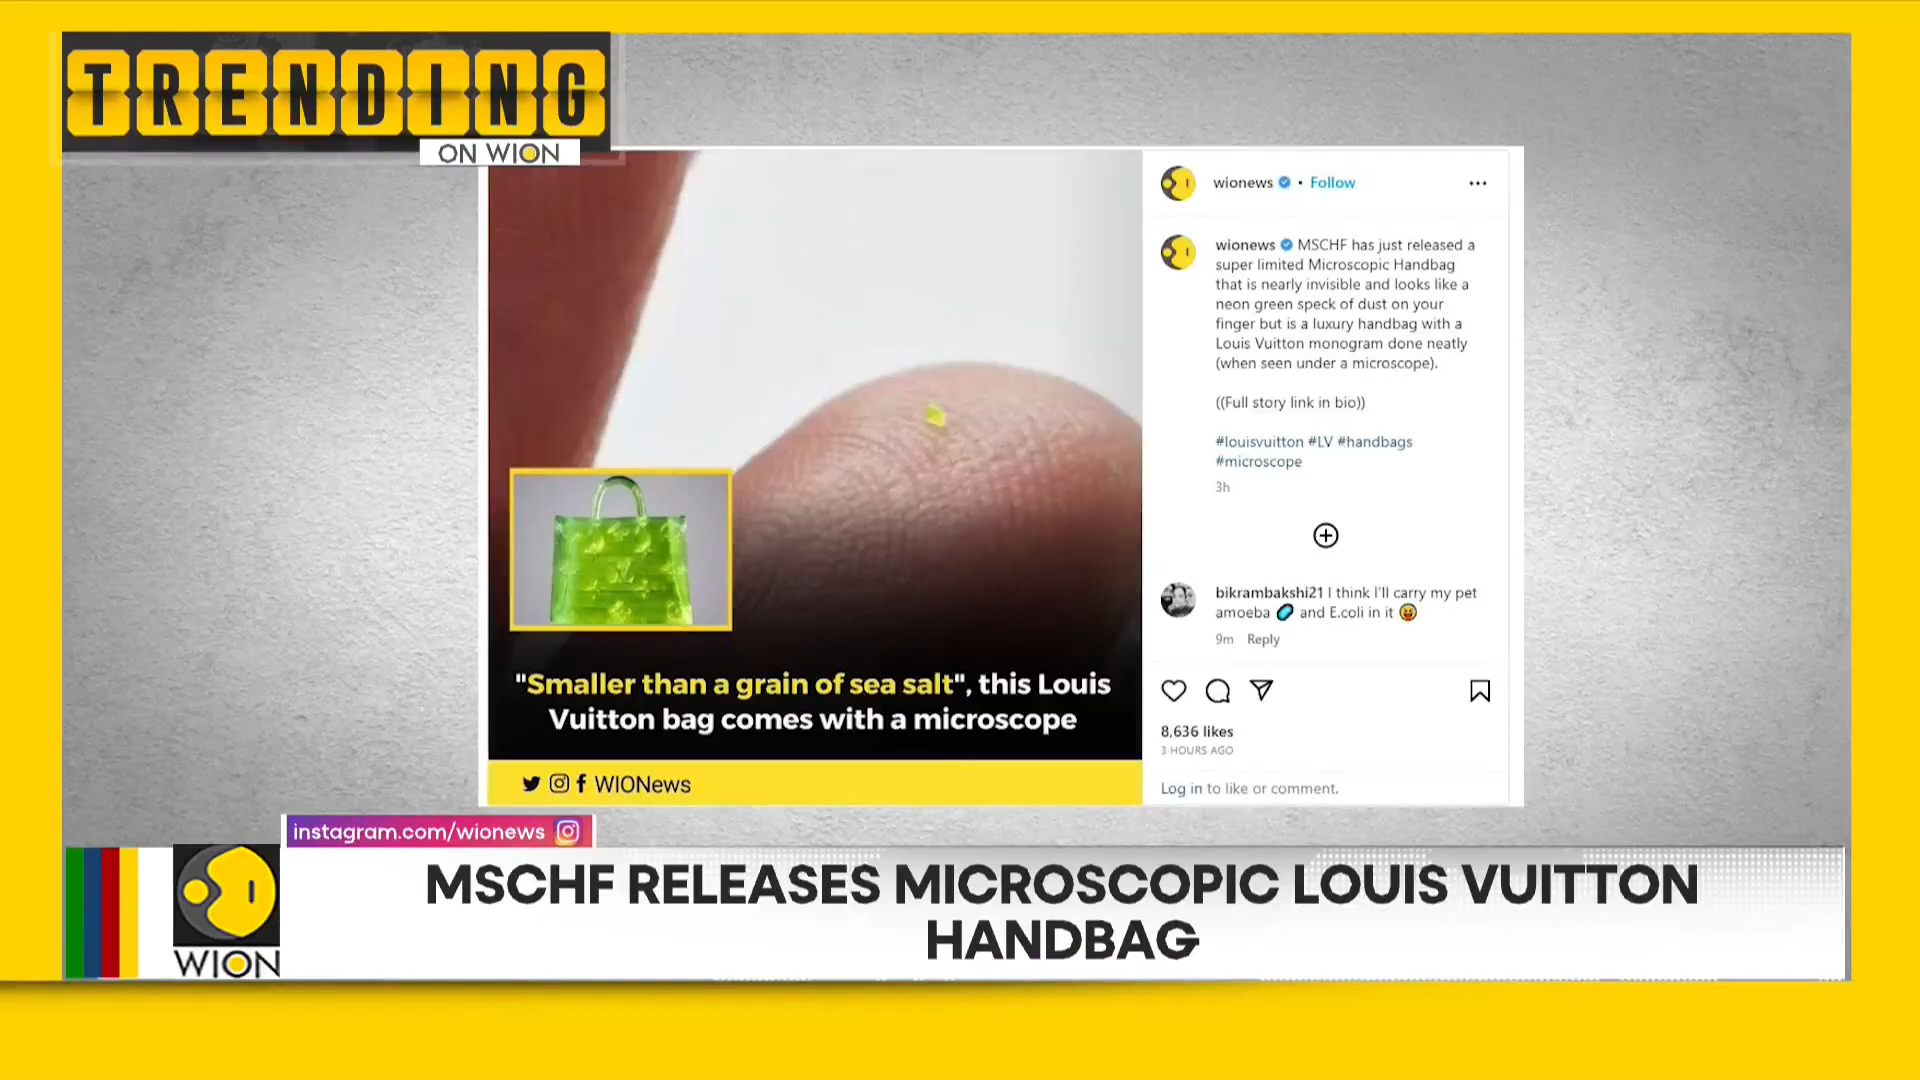 TRENDING
ON WION
wionews • Follow
wionews MSCHF has just released a
super limited Microscopic Handbag
that is nearly invisible and looks like a
neon green speck of dust on your
finger but is a luxury handbag with a
Louis Vuitton monogram done neatly
(when seen under a microscope).
((Full story link in bio))
#louisvuitton #LV #handbags
#microscope
3h
bikrambakshi21 I think I'll carry my pet
amoeba 🧫 and E.coli in it 😝
9m Reply
8,636 likes
3 HOURS AGO
Log in to like or comment.
"Smaller than a grain of sea salt", this Louis
Vuitton bag comes with a microscope
WIONews
instagram.com/wionews
WION
MSCHF RELEASES MICROSCOPIC LOUIS VUITTON
HANDBAG